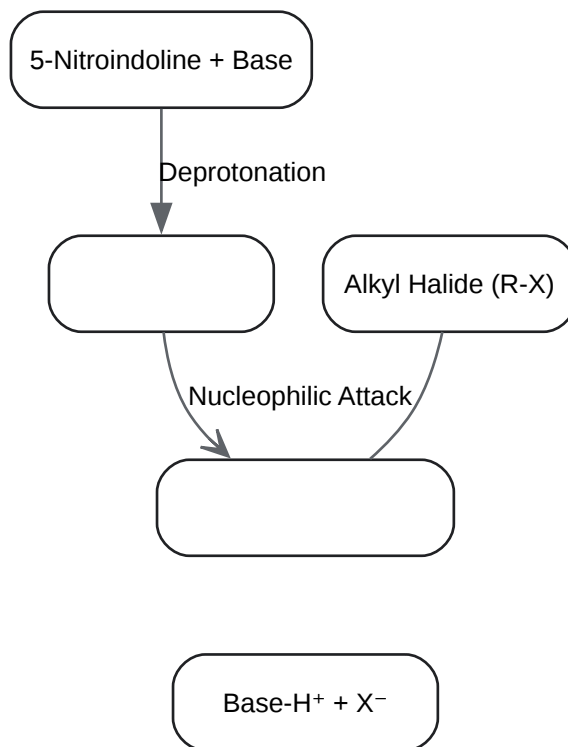 5-Nitroindoline + Base
Deprotonation
Alkyl Halide (R-X)
Nucleophilic Attack
Base-H⁺ + X⁻